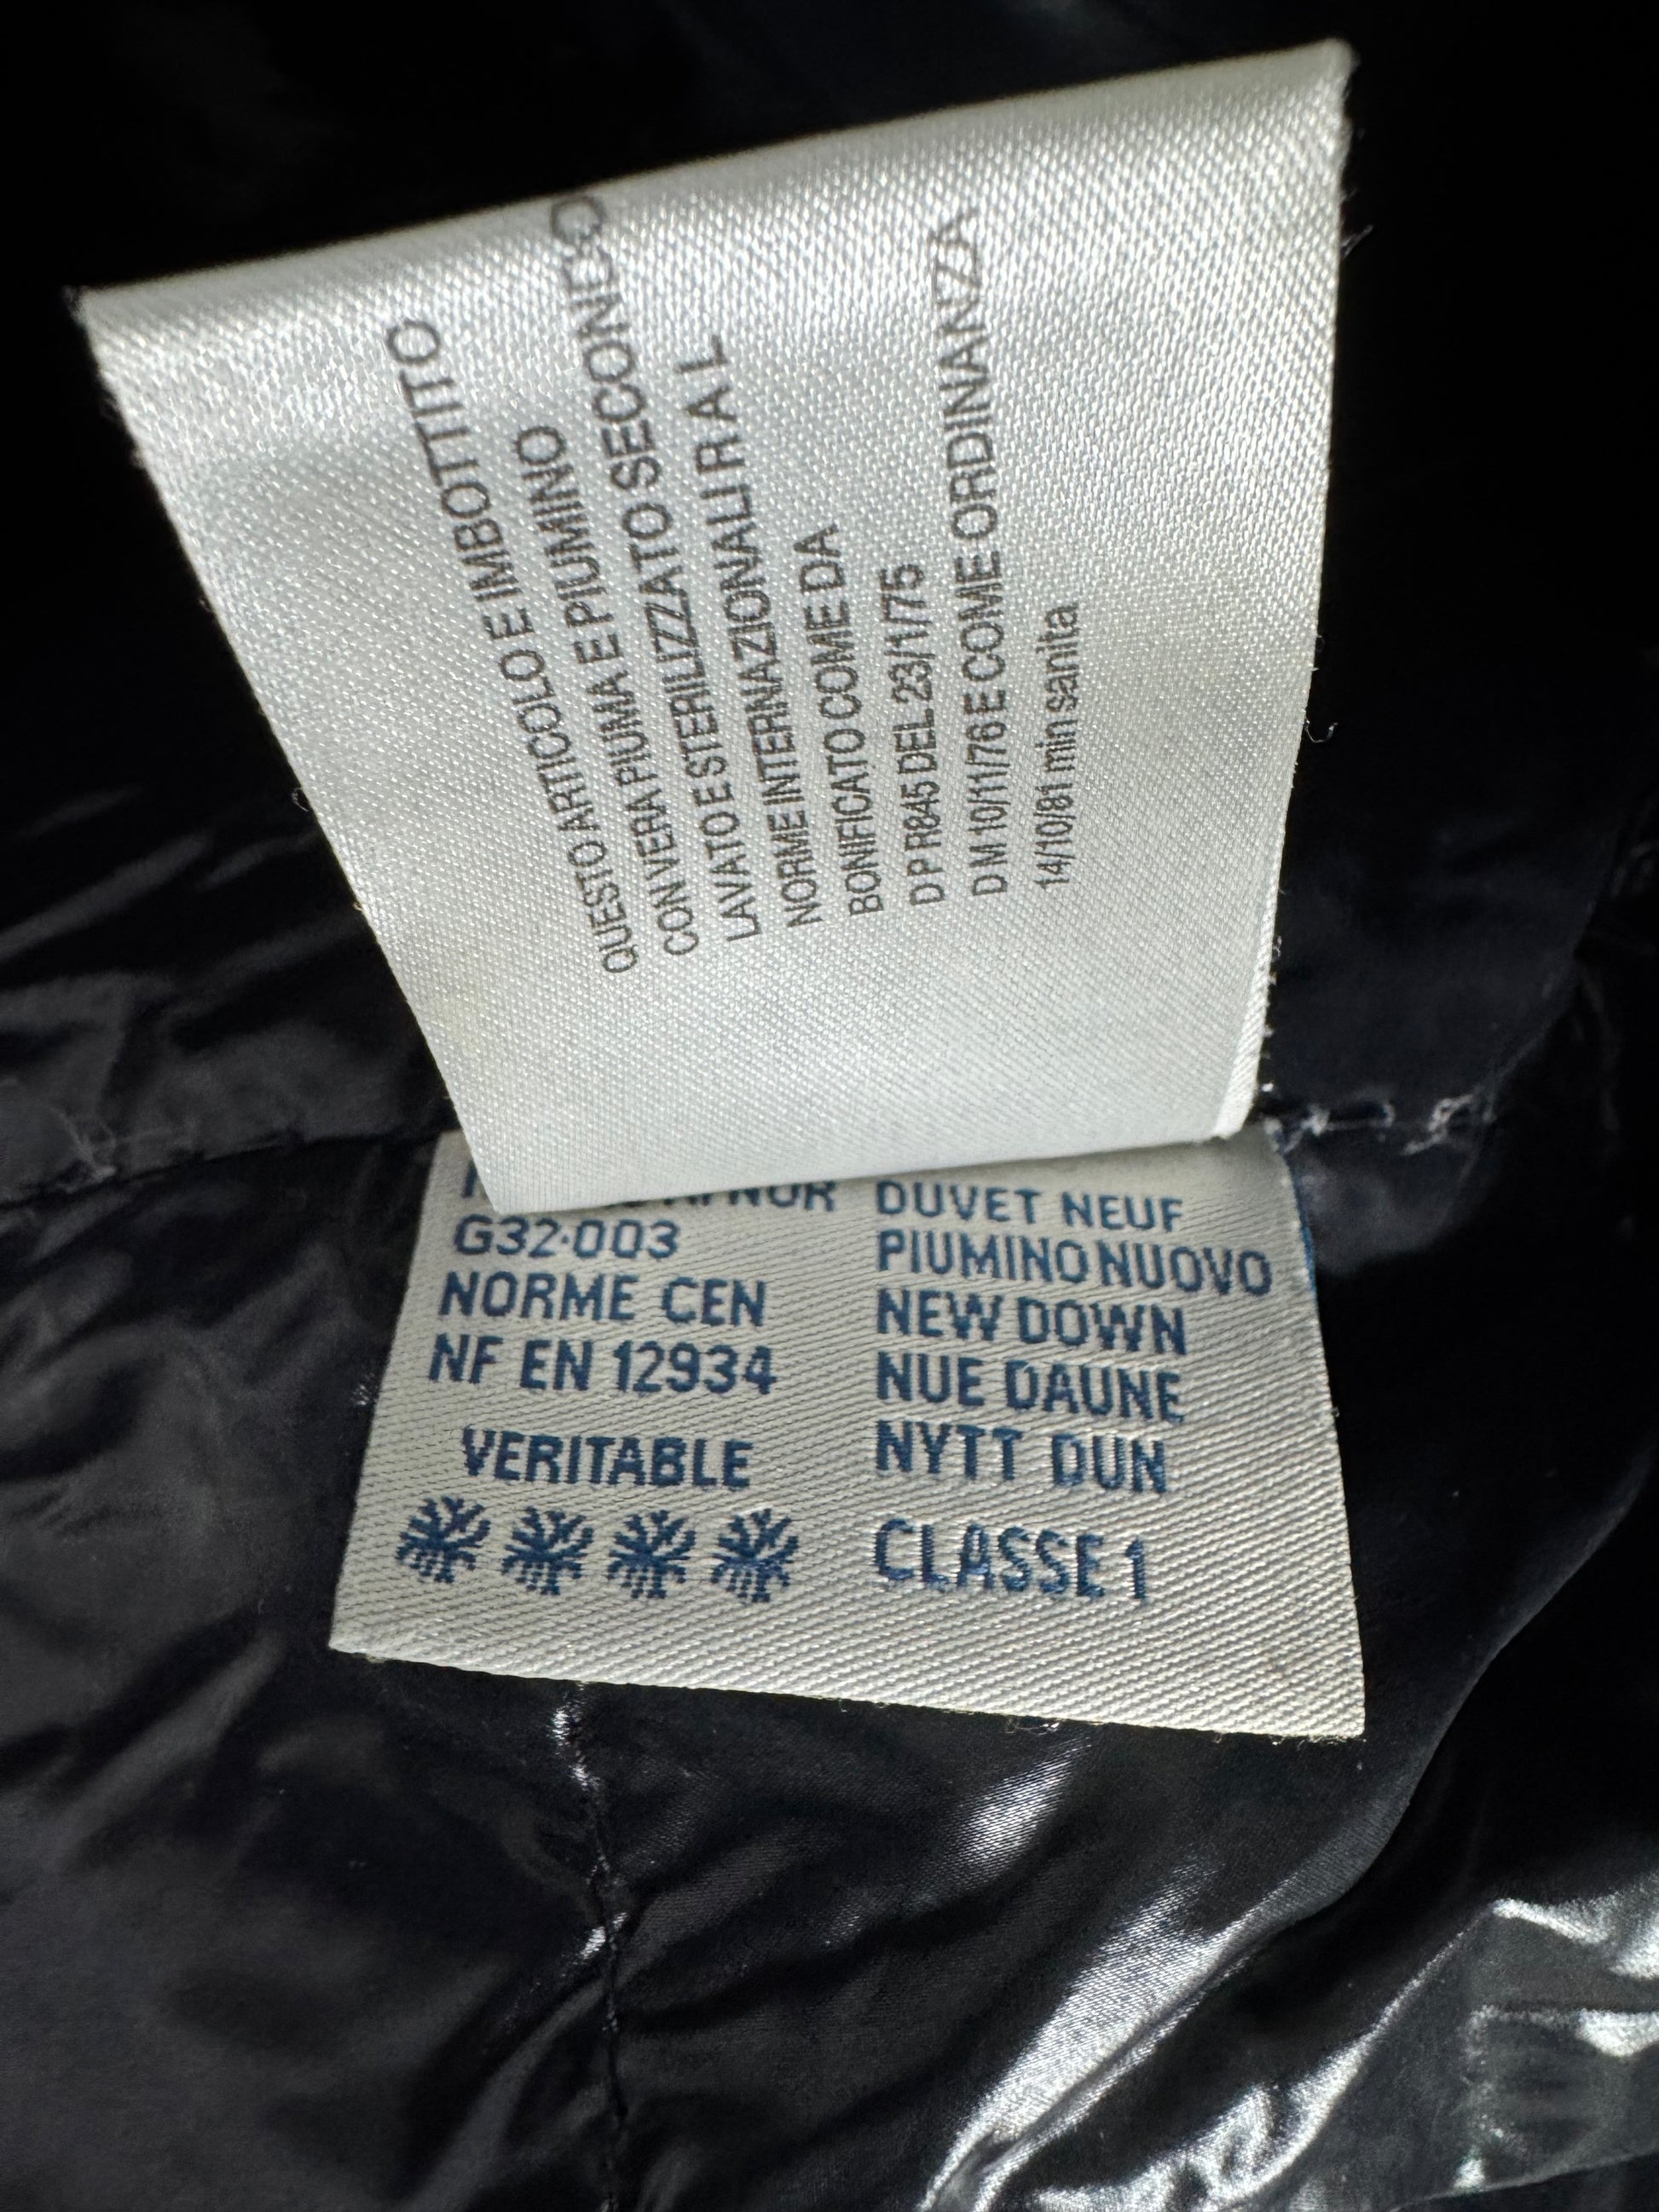 QUESTO ARTICOLO E IMBOTTITO
CON VERA PIUMA E PIUMINO
LAVATO E STERILIZZATO SECONDO
NORME INTERNAZIONALI R A L
BONIFICATO COME DA
D P R 845 DEL 23/1/75
D M 10/11/76 E COME ORDINANZA
14/10/81 min sanita
G32·003
NORME CEN
NF EN 12934
VERITABLE
DUVET NEUF
PIUMINO NUOVO
NEW DOWN
NUE DAUNE
NYTT DUN
CLASSE 1